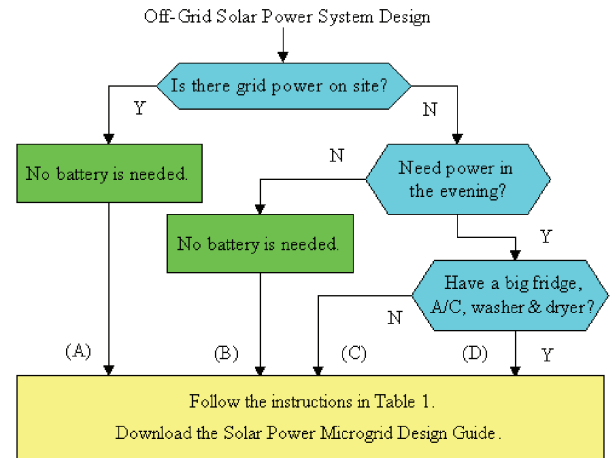 Off-Grid Solar Power System Design
Is there grid power on site?
Y
N
No battery is needed.
N
Need power in
the evening?
No battery is needed.
Y
Have a big fridge,
A/C, washer & dryer?
N
(A)
(B)
(C)
(D)
Y
Follow the instructions in Table 1.
Download the Solar Power Microgrid Design Guide.